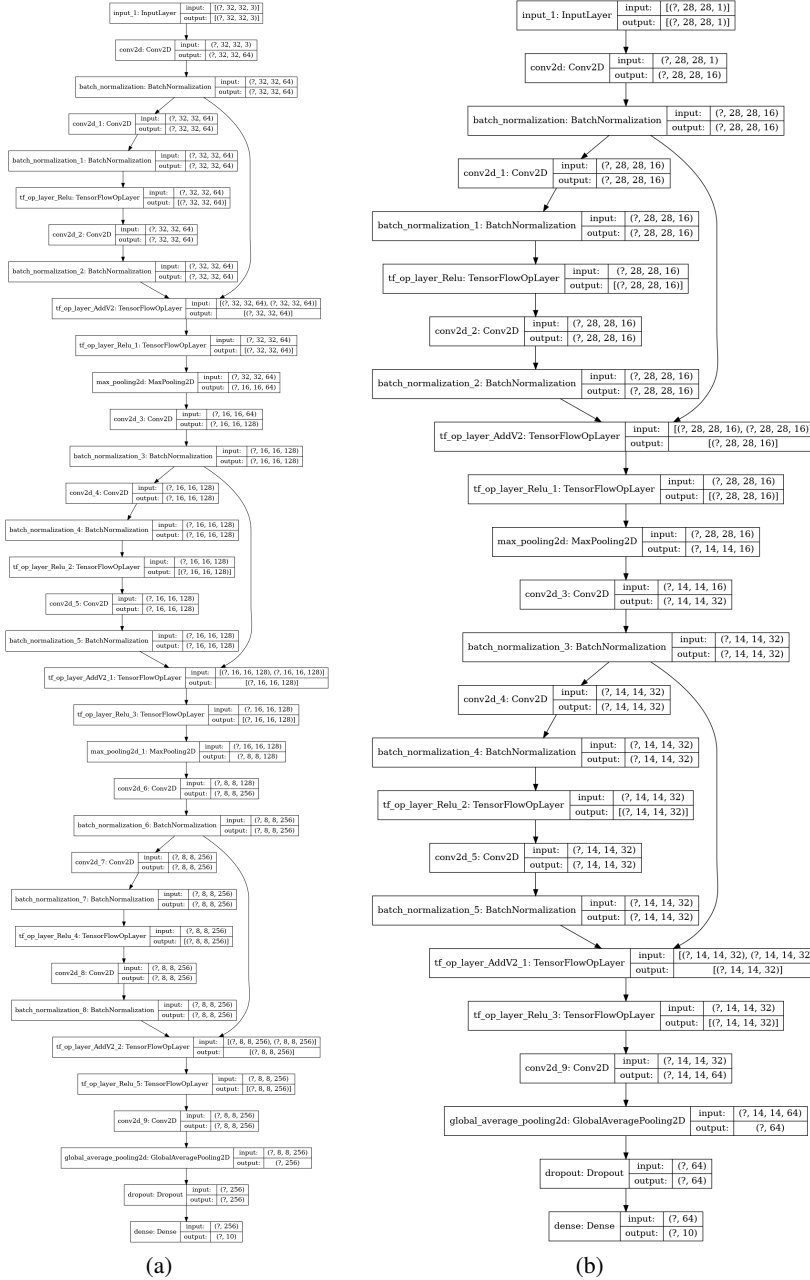 input_1: InputLayer input: [(?, 32, 32, 3)]
output: [(?, 32, 32, 3)]
conv2d: Conv2D input: (?, 32, 32, 3)
output: (?, 32, 32, 64)
batch_normalization: BatchNormalization input: (?, 32, 32, 64)
output: (?, 32, 32, 64)
conv2d_1: Conv2D input: (?, 32, 32, 64)
output: (?, 32, 32, 64)
batch_normalization_1: BatchNormalization input: (?, 32, 32, 64)
output: (?, 32, 32, 64)
tf_op_layer_Relu: TensorFlowOpLayer input: (?, 32, 32, 64)
output: [(?, 32, 32, 64)]
conv2d_2: Conv2D input: (?, 32, 32, 64)
output: (?, 32, 32, 64)
batch_normalization_2: BatchNormalization input: (?, 32, 32, 64)
output: (?, 32, 32, 64)
tf_op_layer_AddV2: TensorFlowOpLayer input: [(?, 32, 32, 64), (?, 32, 32, 64)]
output: [(?, 32, 32, 64)]
tf_op_layer_Relu_1: TensorFlowOpLayer input: (?, 32, 32, 64)
output: [(?, 32, 32, 64)]
max_pooling2d: MaxPooling2D input: (?, 32, 32, 64)
output: (?, 16, 16, 64)
conv2d_3: Conv2D input: (?, 16, 16, 64)
output: (?, 16, 16, 128)
batch_normalization_3: BatchNormalization input: (?, 16, 16, 128)
output: (?, 16, 16, 128)
conv2d_4: Conv2D input: (?, 16, 16, 128)
output: (?, 16, 16, 128)
batch_normalization_4: BatchNormalization input: (?, 16, 16, 128)
output: (?, 16, 16, 128)
tf_op_layer_Relu_2: TensorFlowOpLayer input: (?, 16, 16, 128)
output: [(?, 16, 16, 128)]
conv2d_5: Conv2D input: (?, 16, 16, 128)
output: (?, 16, 16, 128)
batch_normalization_5: BatchNormalization input: (?, 16, 16, 128)
output: (?, 16, 16, 128)
tf_op_layer_AddV2_1: TensorFlowOpLayer input: [(?, 16, 16, 128), (?, 16, 16, 128)]
output: [(?, 16, 16, 128)]
tf_op_layer_Relu_3: TensorFlowOpLayer input: (?, 16, 16, 128)
output: [(?, 16, 16, 128)]
max_pooling2d_1: MaxPooling2D input: (?, 16, 16, 128)
output: (?, 8, 8, 128)
conv2d_6: Conv2D input: (?, 8, 8, 128)
output: (?, 8, 8, 256)
batch_normalization_6: BatchNormalization input: (?, 8, 8, 256)
output: (?, 8, 8, 256)
conv2d_7: Conv2D input: (?, 8, 8, 256)
output: (?, 8, 8, 256)
batch_normalization_7: BatchNormalization input: (?, 8, 8, 256)
output: (?, 8, 8, 256)
tf_op_layer_Relu_4: TensorFlowOpLayer input: (?, 8, 8, 256)
output: [(?, 8, 8, 256)]
conv2d_8: Conv2D input: (?, 8, 8, 256)
output: (?, 8, 8, 256)
batch_normalization_8: BatchNormalization input: (?, 8, 8, 256)
output: (?, 8, 8, 256)
tf_op_layer_AddV2_2: TensorFlowOpLayer input: [(?, 8, 8, 256), (?, 8, 8, 256)]
output: [(?, 8, 8, 256)]
tf_op_layer_Relu_5: TensorFlowOpLayer input: (?, 8, 8, 256)
output: [(?, 8, 8, 256)]
conv2d_9: Conv2D input: (?, 8, 8, 256)
output: (?, 8, 8, 256)
global_average_pooling2d: GlobalAveragePooling2D input: (?, 8, 8, 256)
output: (?, 256)
dropout: Dropout input: (?, 256)
output: (?, 256)
dense: Dense input: (?, 256)
output: (?, 10)
(a)
input_1: InputLayer input: [(?, 28, 28, 1)]
output: [(?, 28, 28, 1)]
conv2d: Conv2D input: (?, 28, 28, 1)
output: (?, 28, 28, 16)
batch_normalization: BatchNormalization input: (?, 28, 28, 16)
output: (?, 28, 28, 16)
conv2d_1: Conv2D input: (?, 28, 28, 16)
output: (?, 28, 28, 16)
batch_normalization_1: BatchNormalization input: (?, 28, 28, 16)
output: (?, 28, 28, 16)
tf_op_layer_Relu: TensorFlowOpLayer input: (?, 28, 28, 16)
output: [(?, 28, 28, 16)]
conv2d_2: Conv2D input: (?, 28, 28, 16)
output: (?, 28, 28, 16)
batch_normalization_2: BatchNormalization input: (?, 28, 28, 16)
output: (?, 28, 28, 16)
tf_op_layer_AddV2: TensorFlowOpLayer input: [(?, 28, 28, 16), (?, 28, 28, 16)
output: [(?, 28, 28, 16)]
tf_op_layer_Relu_1: TensorFlowOpLayer input: (?, 28, 28, 16)
output: [(?, 28, 28, 16)]
max_pooling2d: MaxPooling2D input: (?, 28, 28, 16)
output: (?, 14, 14, 16)
conv2d_3: Conv2D input: (?, 14, 14, 16)
output: (?, 14, 14, 32)
batch_normalization_3: BatchNormalization input: (?, 14, 14, 32)
output: (?, 14, 14, 32)
conv2d_4: Conv2D input: (?, 14, 14, 32)
output: (?, 14, 14, 32)
batch_normalization_4: BatchNormalization input: (?, 14, 14, 32)
output: (?, 14, 14, 32)
tf_op_layer_Relu_2: TensorFlowOpLayer input: (?, 14, 14, 32)
output: [(?, 14, 14, 32)]
conv2d_5: Conv2D input: (?, 14, 14, 32)
output: (?, 14, 14, 32)
batch_normalization_5: BatchNormalization input: (?, 14, 14, 32)
output: (?, 14, 14, 32)
tf_op_layer_AddV2_1: TensorFlowOpLayer input: [(?, 14, 14, 32), (?, 14, 14, 32
output: [(?, 14, 14, 32)]
tf_op_layer_Relu_3: TensorFlowOpLayer input: (?, 14, 14, 32)
output: [(?, 14, 14, 32)]
conv2d_9: Conv2D input: (?, 14, 14, 32)
output: (?, 14, 14, 64)
global_average_pooling2d: GlobalAveragePooling2D input: (?, 14, 14, 64)
output: (?, 64)
dropout: Dropout input: (?, 64)
output: (?, 64)
dense: Dense input: (?, 64)
output: (?, 10)
(b)